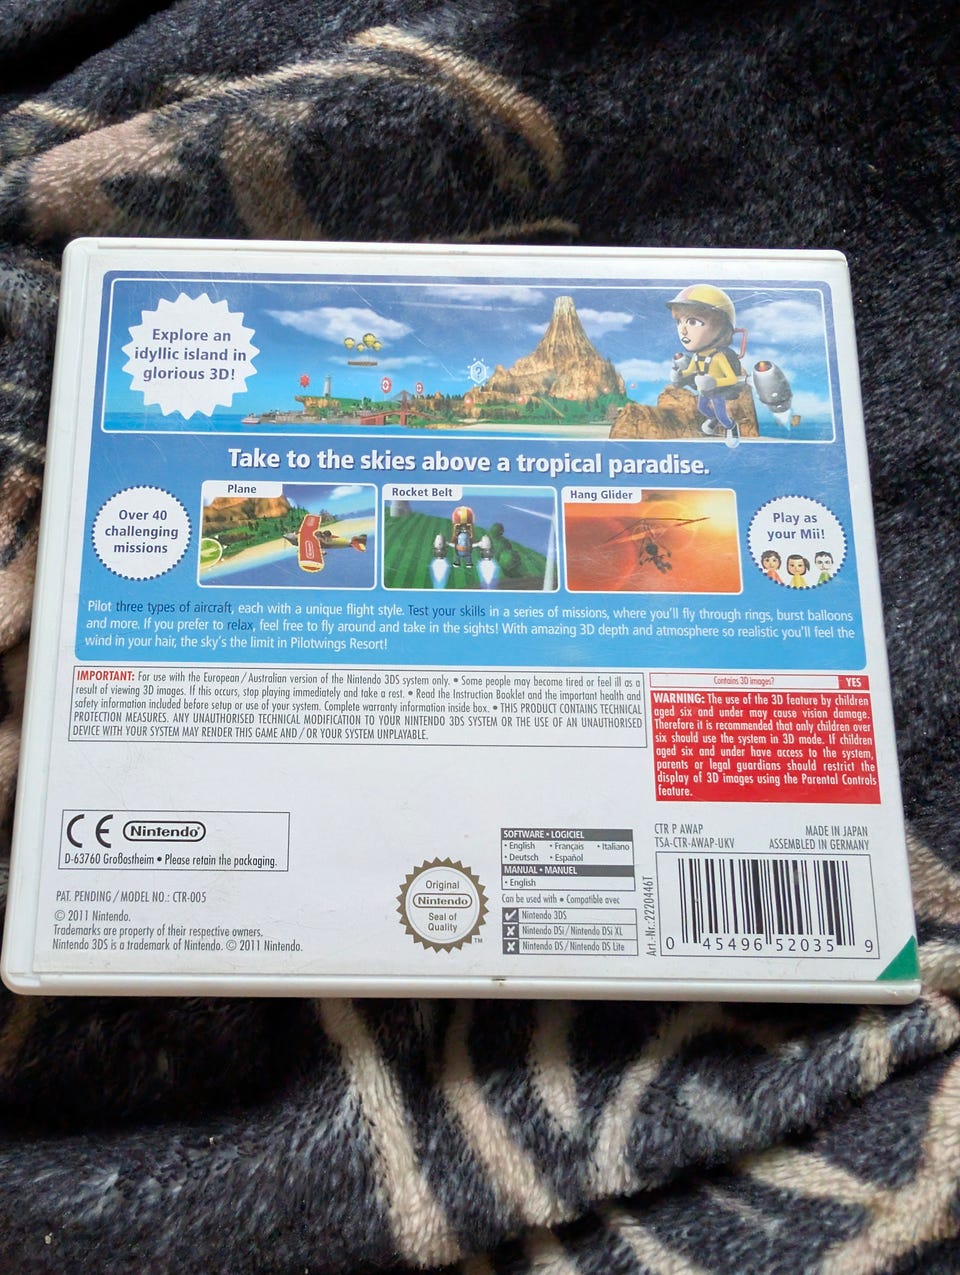 Explore an
idyllic island in
glorious 3D!
?
Take to the skies above a tropical paradise.
Over 40
challenging
missions
Plane
Rocket Belt
Hang Glider
Play as
your Mii!
Pilot three types of aircraft, each with a unique flight style. Test your skills in a series of missions, where you'll fly through rings, burst balloons
and more. If you prefer to relax, feel free to fly around and take in the sights! With amazing 3D depth and atmosphere so realistic you'll feel the
wind in your hair, the sky's the limit in Pilotwings Resort!
IMPORTANT: For use with the European / Australian version of the Nintendo 3DS system only. • Some people may become tired or feel ill as a
result of viewing 3D images. If this occurs, stop playing immediately and take a rest. • Read the Instruction Booklet and the important health and
safety information included before setup or use of your system. Complete warranty information inside box. • THIS PRODUCT CONTAINS TECHNICAL
PROTECTION MEASURES. ANY UNAUTHORISED TECHNICAL MODIFICATION TO YOUR NINTENDO 3DS SYSTEM OR THE USE OF AN UNAUTHORISED
DEVICE WITH YOUR SYSTEM MAY RENDER THIS GAME AND / OR YOUR SYSTEM UNPLAYABLE.
Contains 3D images? YES
WARNING: The use of the 3D feature by children
aged six and under may cause vision damage.
Therefore it is recommended that only children over
six should use the system in 3D mode. If children
aged six and under have access to the system,
parents or legal guardians should restrict the
display of 3D images using the Parental Controls
feature.
CE Nintendo
D-63760 Großostheim • Please retain the packaging.
PAT. PENDING / MODEL NO.: CTR-005
© 2011 Nintendo.
Trademarks are property of their respective owners.
Nintendo 3DS is a trademark of Nintendo. © 2011 Nintendo.
Original
Nintendo
Seal of
Quality
TM
SOFTWARE • LOGICIEL
• English • Français • Italiano
• Deutsch • Español
MANUAL • MANUEL
• English
Can be used with • Compatible avec
Nintendo 3DS
Nintendo DSi / Nintendo DSi XL
Nintendo DS / Nintendo DS Lite
Art.-Nr.: 2220446T
CTR P AWAP
TSA-CTR-AWAP-UKV
MADE IN JAPAN
ASSEMBLED IN GERMANY
0 45496 52035 9